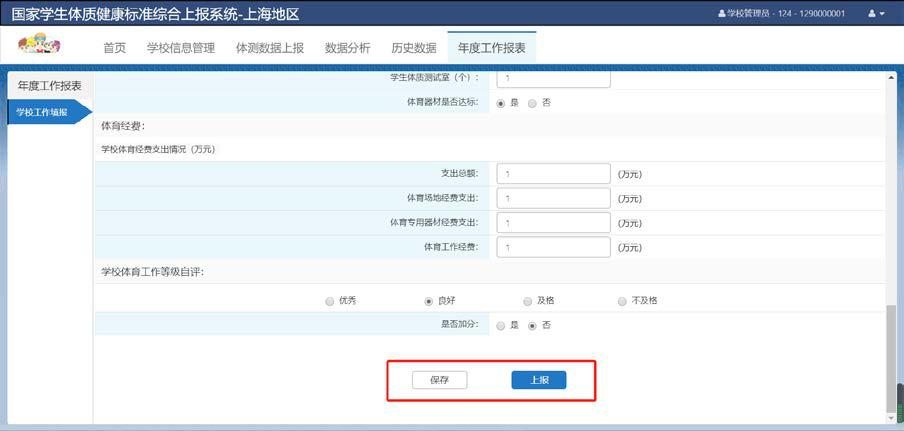 国家学生体质健康标准综合上报系统-上海地区 学校管理员 - 124 - 1290000001
首页 学校信息管理 体测数据上报 数据分析 历史数据 年度工作报表
年度工作报表
学校工作填报
学生体质测试室（个）： 1
体育器材是否达标： 是 否
体育经费：
学校体育经费支出情况（万元）
支出总额： 1 (万元)
体育场地经费支出： 1 (万元)
体育专用器材经费支出： 1 (万元)
体育工作经费： 1 (万元)
学校体育工作等级自评：
优秀 良好 及格 不及格
是否加分： 是 否
保存 上报